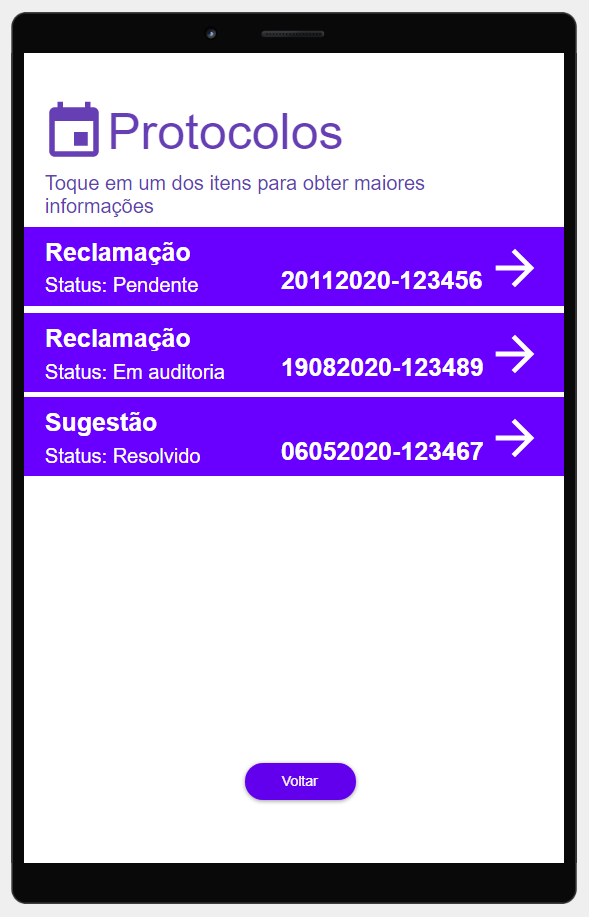 Protocolos
Toque em um dos itens para obter maiores
informações
Reclamação
Status: Pendente
20112020-123456
Reclamação
Status: Em auditoria
19082020-123489
Sugestão
Status: Resolvido
06052020-123467
Voltar